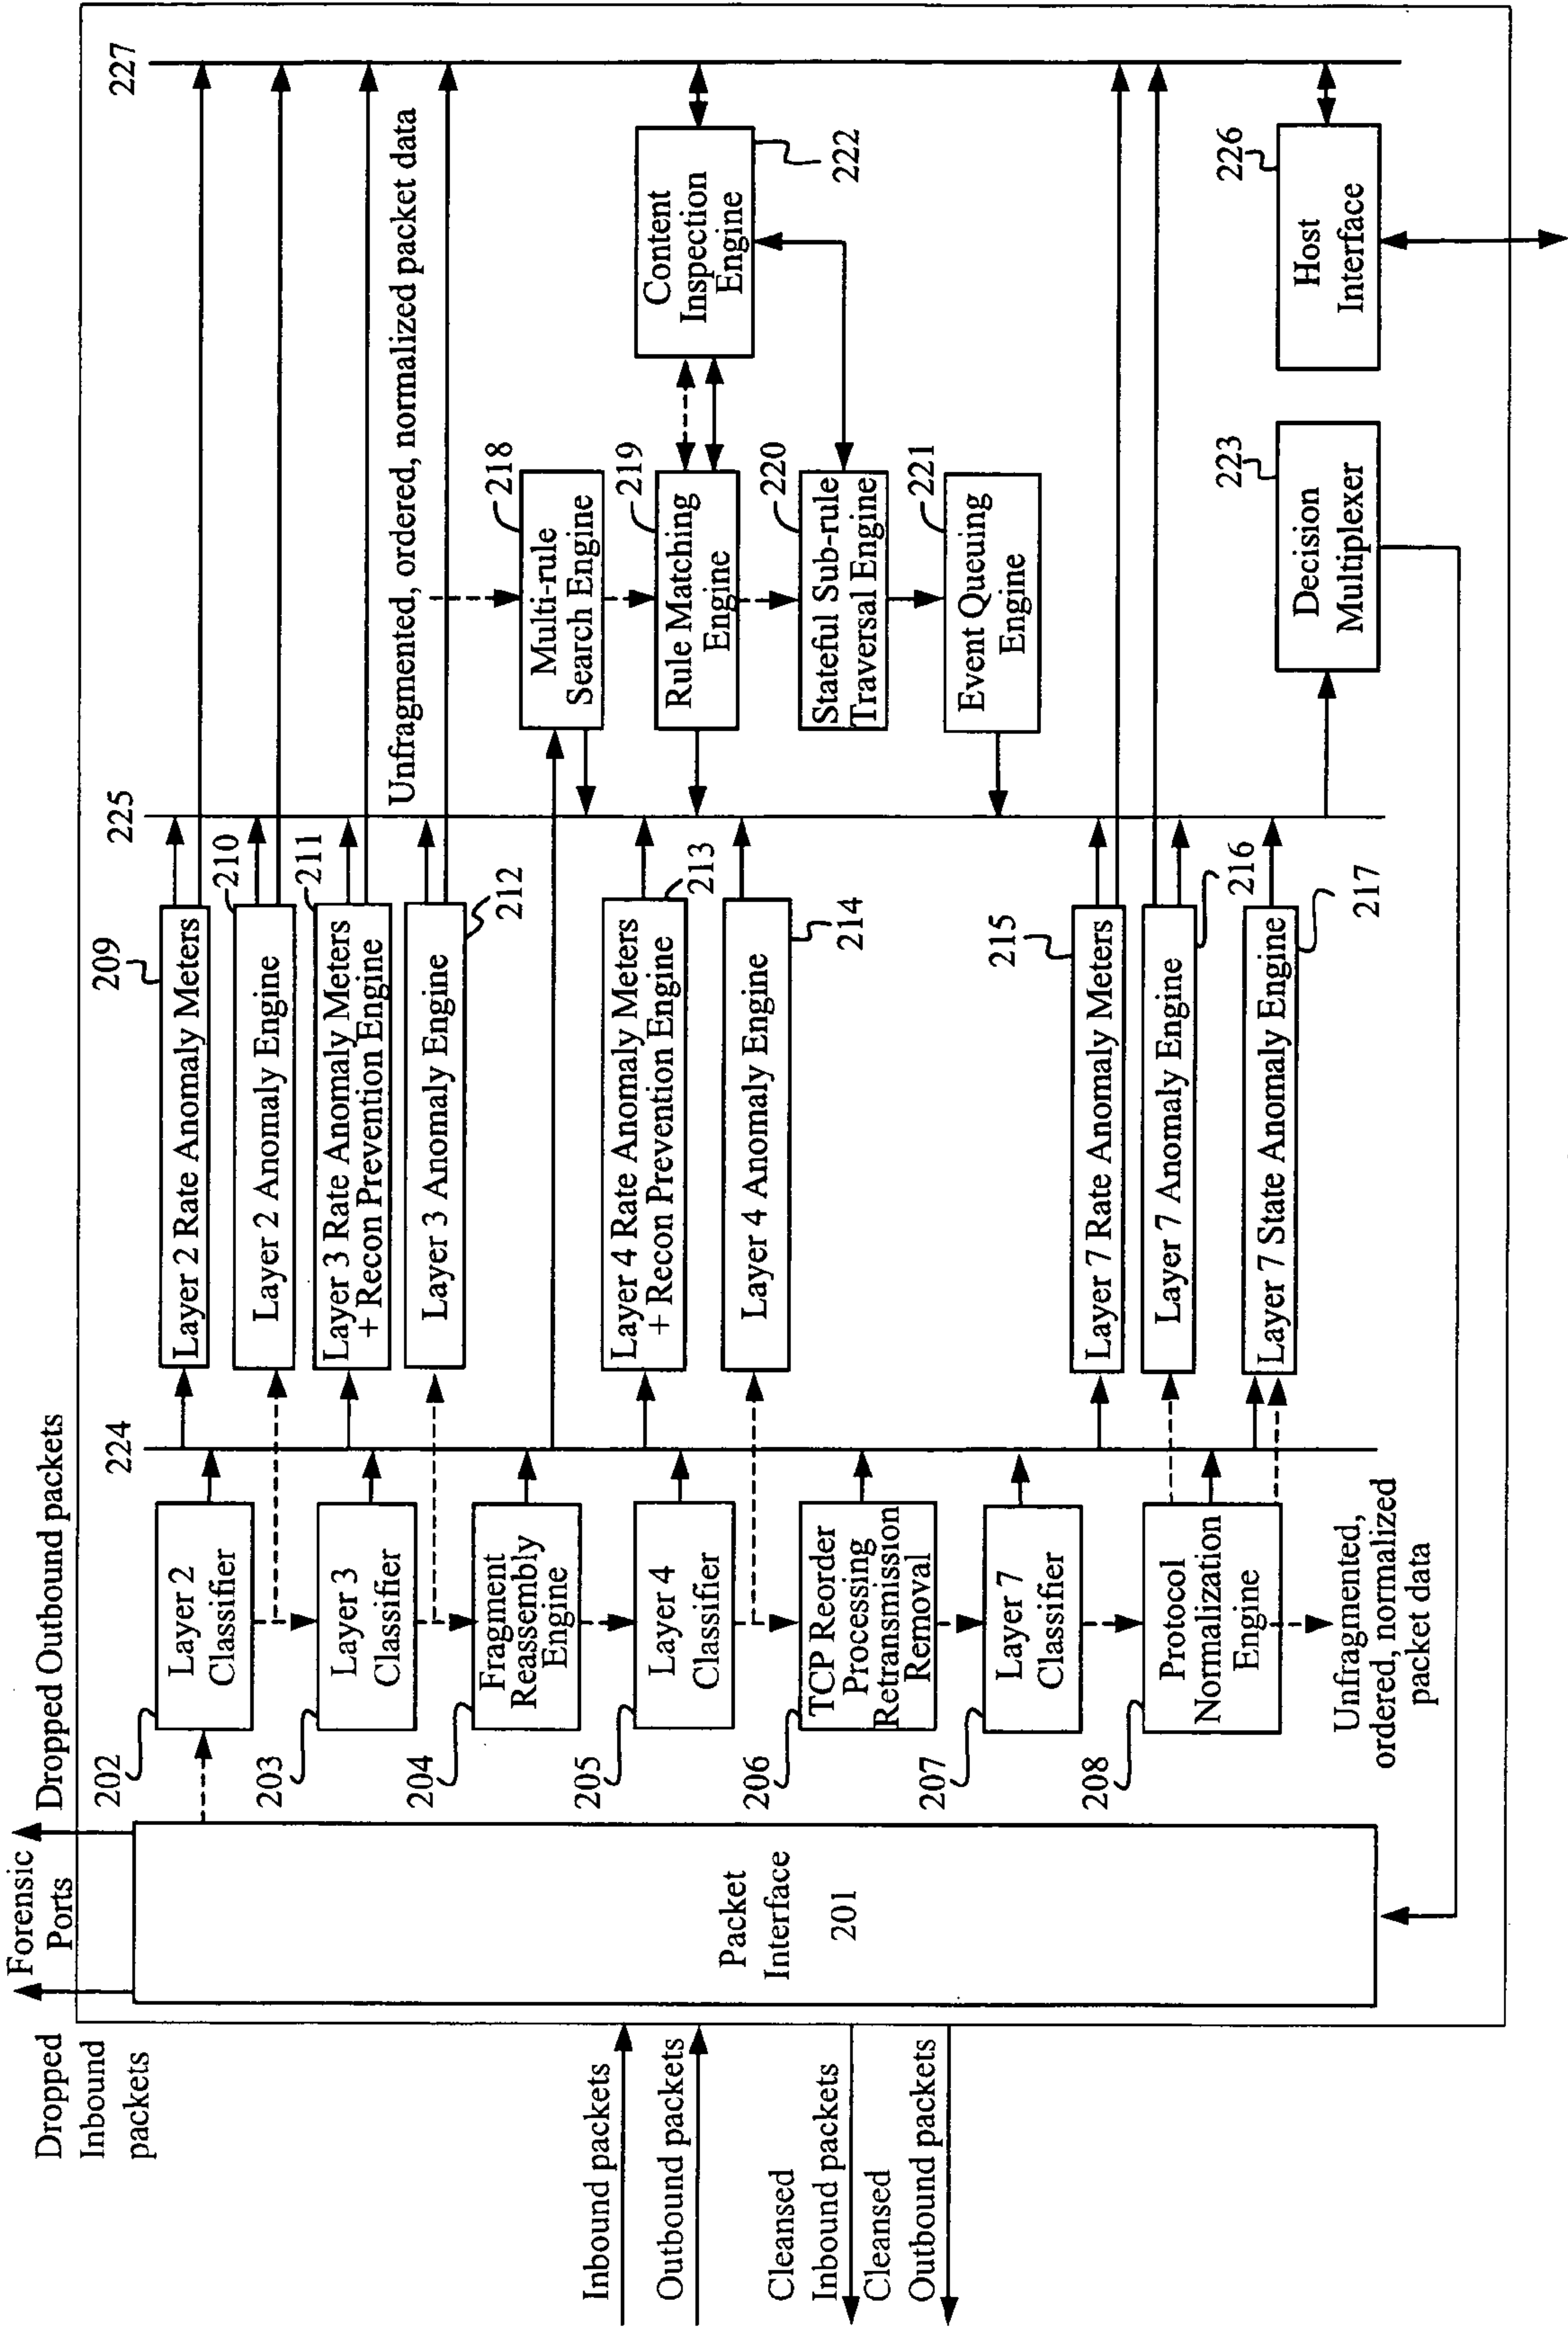 Forensic
Ports
Dropped Outbound packets
Dropped
Inbound
packets
Inbound packets
Outbound packets
Cleansed
Inbound packets
Cleansed
Outbound packets
Packet
Interface
201
202
Layer 2
Classifier
203
Layer 3
Classifier
204
Fragment
Reassembly
Engine
205
Layer 4
Classifier
206
TCP Reorder
Processing
Retransmission
Removal
207
Layer 7
Classifier
208
Protocol
Normalization
Engine
Unfragmented,
ordered, normalized
packet data
224
209
Layer 2 Rate Anomaly Meters
210
Layer 2 Anomaly Engine
211
Layer 3 Rate Anomaly Meters
+ Recon Prevention Engine
212
Layer 3 Anomaly Engine
213
Layer 4 Rate Anomaly Meters
+ Recon Prevention Engine
214
Layer 4 Anomaly Engine
215
Layer 7 Rate Anomaly Meters
216
Layer 7 Anomaly Engine
217
Layer 7 State Anomaly Engine
225
Unfragmented, ordered, normalized packet data
218
Multi-rule
Search Engine
219
Rule Matching
Engine
220
Stateful Sub-rule
Traversal Engine
221
Event Queuing
Engine
222
Content
Inspection
Engine
223
Decision
Multiplexer
226
Host
Interface
227